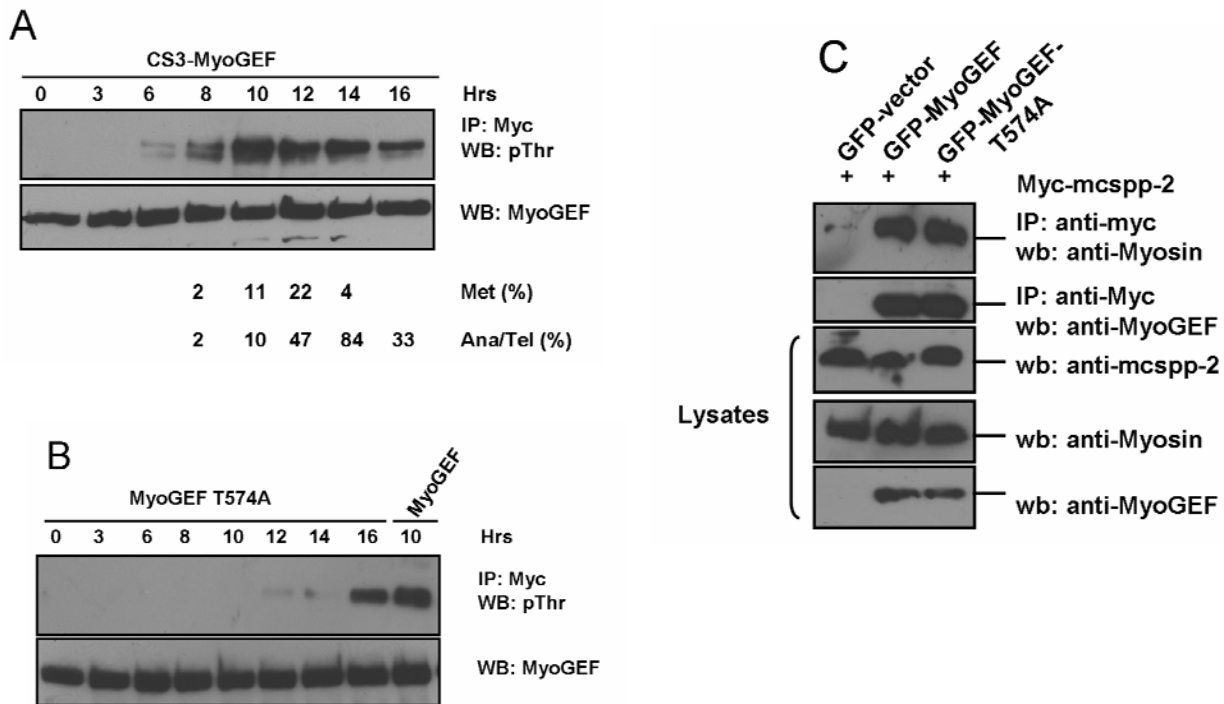 A
CS3-MyoGEF
0 3 6 8 10 12 14 16 Hrs
IP: Myc
WB: pThr
WB: MyoGEF
2 11 22 4 Met (%)
2 10 47 84 33 Ana/Tel (%)
B
MyoGEF T574A MyoGEF
0 3 6 8 10 12 14 16 10 Hrs
IP: Myc
WB: pThr
WB: MyoGEF
C
GFP-vector
GFP-MyoGEF
GFP-MyoGEF-
T574A
+ + + Myc-mcspp-2
IP: anti-myc
wb: anti-Myosin
IP: anti-Myc
wb: anti-MyoGEF
wb: anti-mcspp-2
Lysates
wb: anti-Myosin
wb: anti-MyoGEF